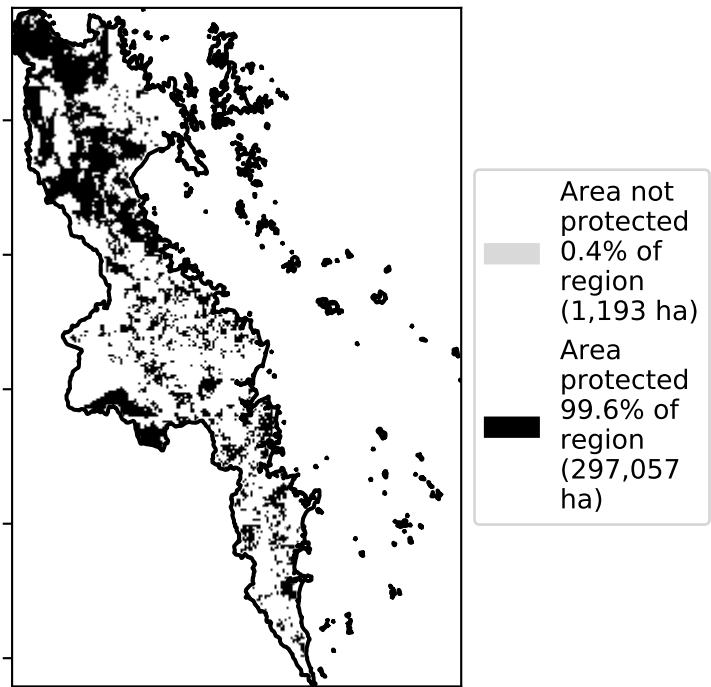 Area not
protected
0.4% of
region
(1,193 ha)
Area
protected
99.6% of
region
(297,057
ha)